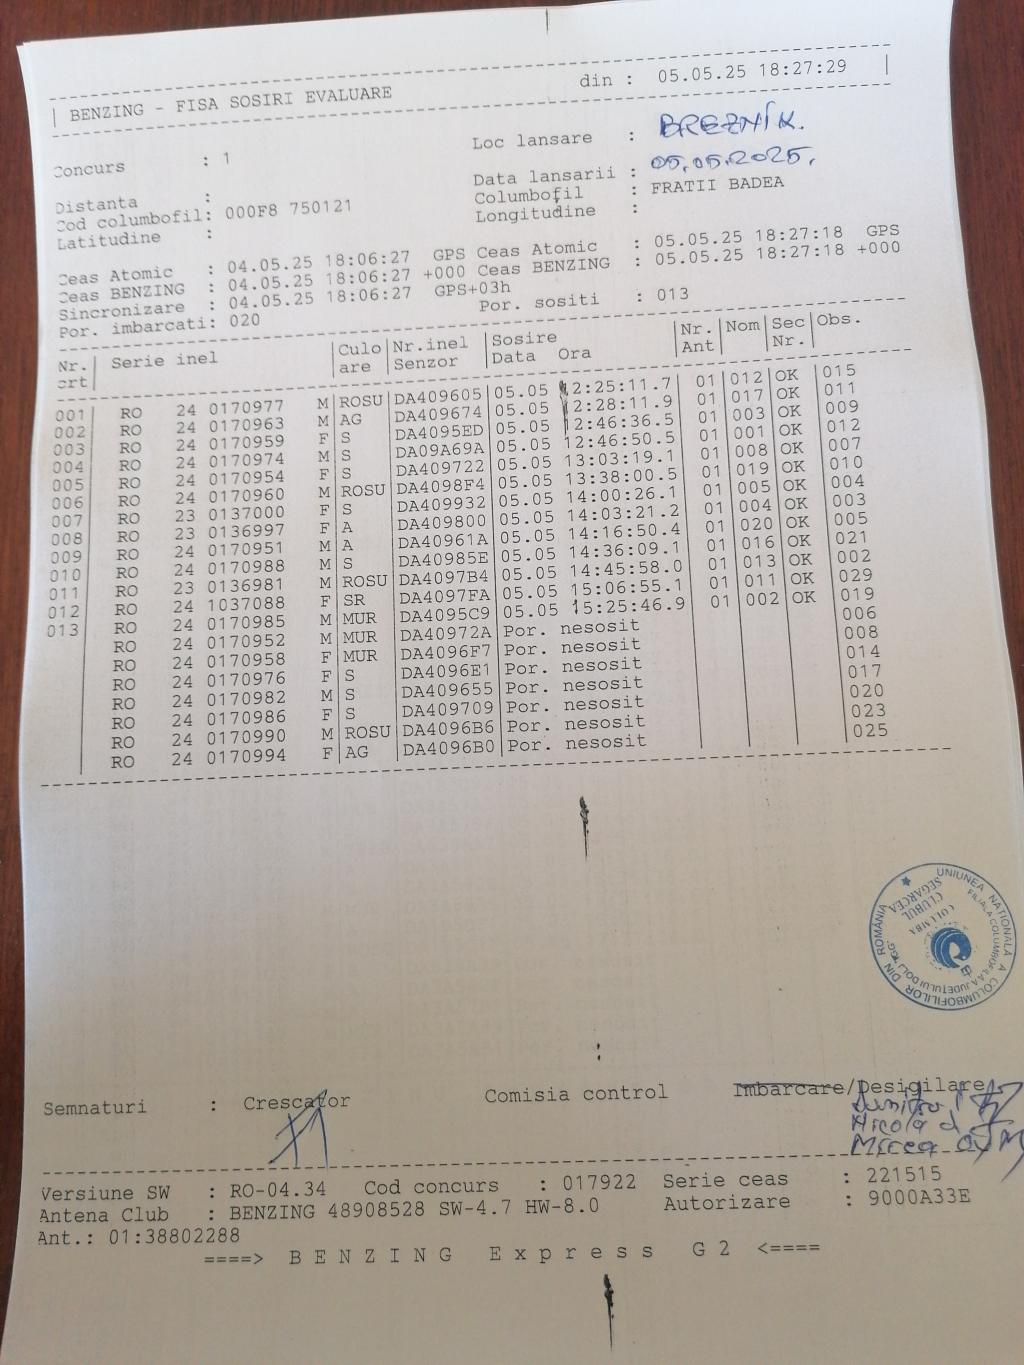 BENZING - FISA SOSIRI EVALUARE din : 05.05.25 18:27:29
Concurs : 1 Loc lansare : BREZNÍK.
Data lansarii : 05.05.2025.
Distanta : Columbofil : FRATII BADEA
Cod columbofil: 000F8 750121 Longitudine :
Latitudine :
Ceas Atomic : 04.05.25 18:06:27 GPS Ceas Atomic : 05.05.25 18:27:18 GPS
Ceas BENZING : 04.05.25 18:06:27 +000 Ceas BENZING : 05.05.25 18:27:18 +000
Sincronizare : 04.05.25 18:06:27 GPS+03h
Por. imbarcati: 020 Por. sositi : 013
Nr. Serie inel Culo Nr.inel Sosire Nr. Nom Sec Obs.
crt are Senzor Data Ora Ant Nr.
001 RO 24 0170977 M ROSU DA409605 05.05 12:25:11.7 01 012 OK 015
002 RO 24 0170963 M AG DA409674 05.05 12:28:11.9 01 017 OK 011
003 RO 24 0170959 F S DA4095ED 05.05 12:46:36.5 01 003 OK 009
004 RO 24 0170974 M S DA09A69A 05.05 12:46:50.5 01 001 OK 012
005 RO 24 0170954 F S DA409722 05.05 13:03:19.1 01 008 OK 007
006 RO 24 0170960 M ROSU DA4098F4 05.05 13:38:00.5 01 019 OK 010
007 RO 23 0137000 F S DA409932 05.05 14:00:26.1 01 005 OK 004
008 RO 23 0136997 F A DA409800 05.05 14:03:21.2 01 004 OK 003
009 RO 24 0170951 M A DA40961A 05.05 14:16:50.4 01 020 OK 005
010 RO 24 0170988 M S DA40985E 05.05 14:36:09.1 01 016 OK 021
011 RO 23 0136981 M ROSU DA4097B4 05.05 14:45:58.0 01 013 OK 002
012 RO 24 1037088 F SR DA4097FA 05.05 15:06:55.1 01 011 OK 029
013 RO 24 0170985 M MUR DA4095C9 05.05 15:25:46.9 01 002 OK 019
RO 24 0170952 M MUR DA40972A Por. nesosit 006
RO 24 0170958 F MUR DA4096F7 Por. nesosit 008
RO 24 0170976 F S DA4096E1 Por. nesosit 014
RO 24 0170982 M S DA409655 Por. nesosit 017
RO 24 0170986 F S DA409709 Por. nesosit 020
RO 24 0170990 M ROSU DA4096B6 Por. nesosit 023
RO 24 0170994 F AG DA4096B0 Por. nesosit 025
UNIUNEA NATIONALĂ A COLUMBOFILILOR DIN ROMÂNIA
FILIALA COLUMBOFILĂ A JUDEȚULUI DOLJ
CLUBUL
COLUMBA
SEGARCEA
Semnaturi : Crescator Comisia control Imbarcare/Desigilare
Dumitru
Nicola
Mircea
Versiune SW : RO-04.34 Cod concurs : 017922 Serie ceas : 221515
Antena Club : BENZING 48908528 SW-4.7 HW-8.0 Autorizare : 9000A33E
Ant.: 01:38802288
====> B E N Z I N G E x p r e s s G 2 <====